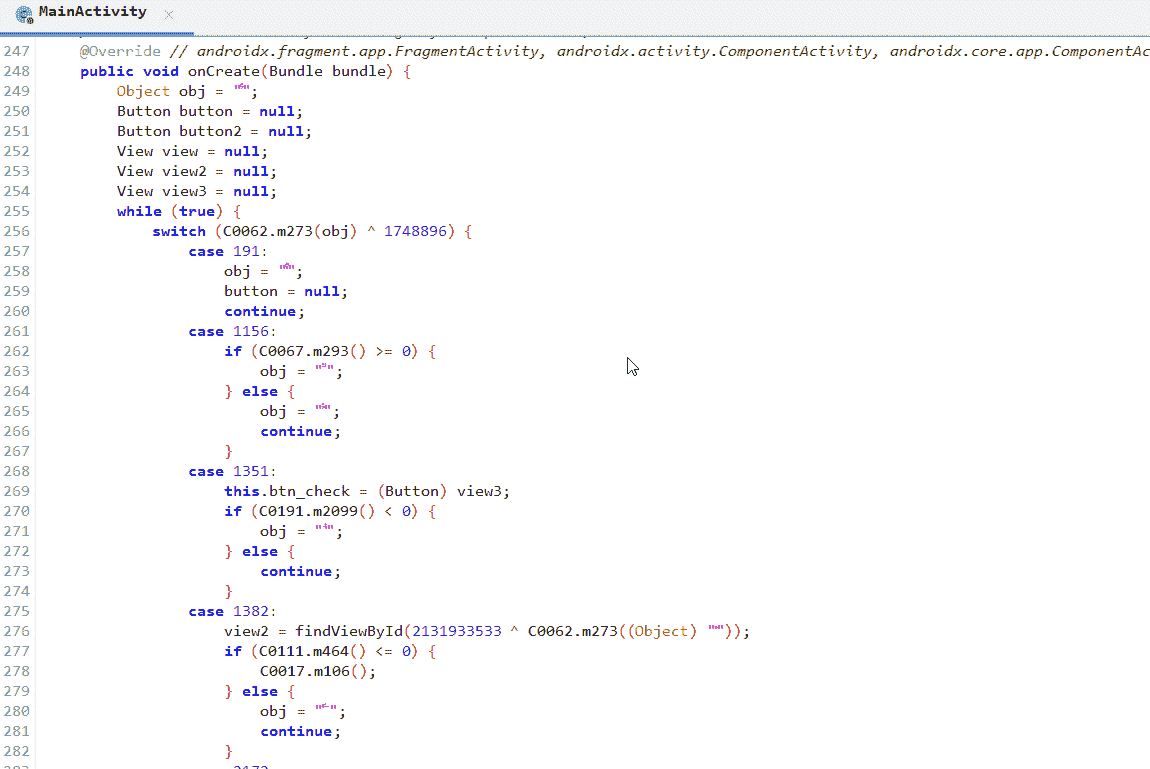 MainActivity
247 @Override // androidx.fragment.app.FragmentActivity, androidx.activity.ComponentActivity, androidx.core.app.ComponentAc
248 public void onCreate(Bundle bundle) {
249 Object obj = "";
250 Button button = null;
251 Button button2 = null;
252 View view = null;
253 View view2 = null;
254 View view3 = null;
255 while (true) {
256 switch (C0062.m273(obj) ^ 1748896) {
257 case 191:
258 obj = "";
259 button = null;
260 continue;
261 case 1156:
262 if (C0067.m293() >= 0) {
263 obj = "";
264 } else {
265 obj = "";
266 continue;
267 }
268 case 1351:
269 this.btn_check = (Button) view3;
270 if (C0191.m2099() < 0) {
271 obj = "";
272 } else {
273 continue;
274 }
275 case 1382:
276 view2 = findViewById(2131933533 ^ C0062.m273((Object) ""));
277 if (C0111.m464() <= 0) {
278 C0017.m106();
279 } else {
280 obj = "";
281 continue;
282 }